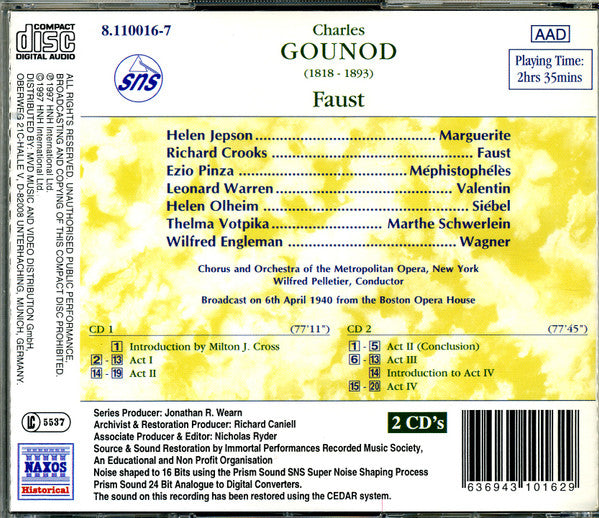 COMPACT
disc
DIGITAL AUDIO
8.110016-7
sns
Charles
GOUNOD
(1818 - 1893)
Faust
AAD
Playing Time:
2hrs 35mins
Helen Jepson..............................Marguerite
Richard Crooks..............................Faust
Ezio Pinza..............................Méphistophélès
Leonard Warren..............................Valentin
Helen Olheim..............................Siébel
Thelma Votpika..............................Marthe Schwerlein
Wilfred Engleman..............................Wagner
Chorus and Orchestra of the Metropolitan Opera, New York
Wilfred Pelletier, Conductor
Broadcast on 6th April 1940 from the Boston Opera House
CD 1 (77'11")
1 Introduction by Milton J. Cross
2 - 13 Act I
14 - 19 Act II
CD 2 (77'45")
1 - 5 Act II (Conclusion)
6 - 13 Act III
14 Introduction to Act IV
15 - 20 Act IV
Series Producer: Jonathan R. Wearn
Archivist & Restoration Producer: Richard Caniell
Associate Producer & Editor: Nicholas Ryder
Source & Sound Restoration by Immortal Performances Recorded Music Society,
An Educational and Non Profit Organisation
Noise shaped to 16 Bits using the Prism Sound SNS Super Noise Shaping Process
Prism Sound 24 Bit Analogue to Digital Converters.
The sound on this recording has been restored using the CEDAR system.
2 CD's
6 36943 10162 9
ALL RIGHTS RESERVED. UNAUTHORISED PUBLIC PERFORMANCE,
BROADCASTING AND COPYING OF THIS COMPACT DISC PROHIBITED.
℗ 1997 HNH International Ltd.
© 1997 HNH International Ltd.
DISTRIBUTED BY: MVD MUSIC AND VIDEO DISTRIBUTION GmbH,
OBERWEG 21C-HALLE V, D-82008 UNTERHACHING, MUNICH, GERMANY.
LC 5537
NAXOS
Historical